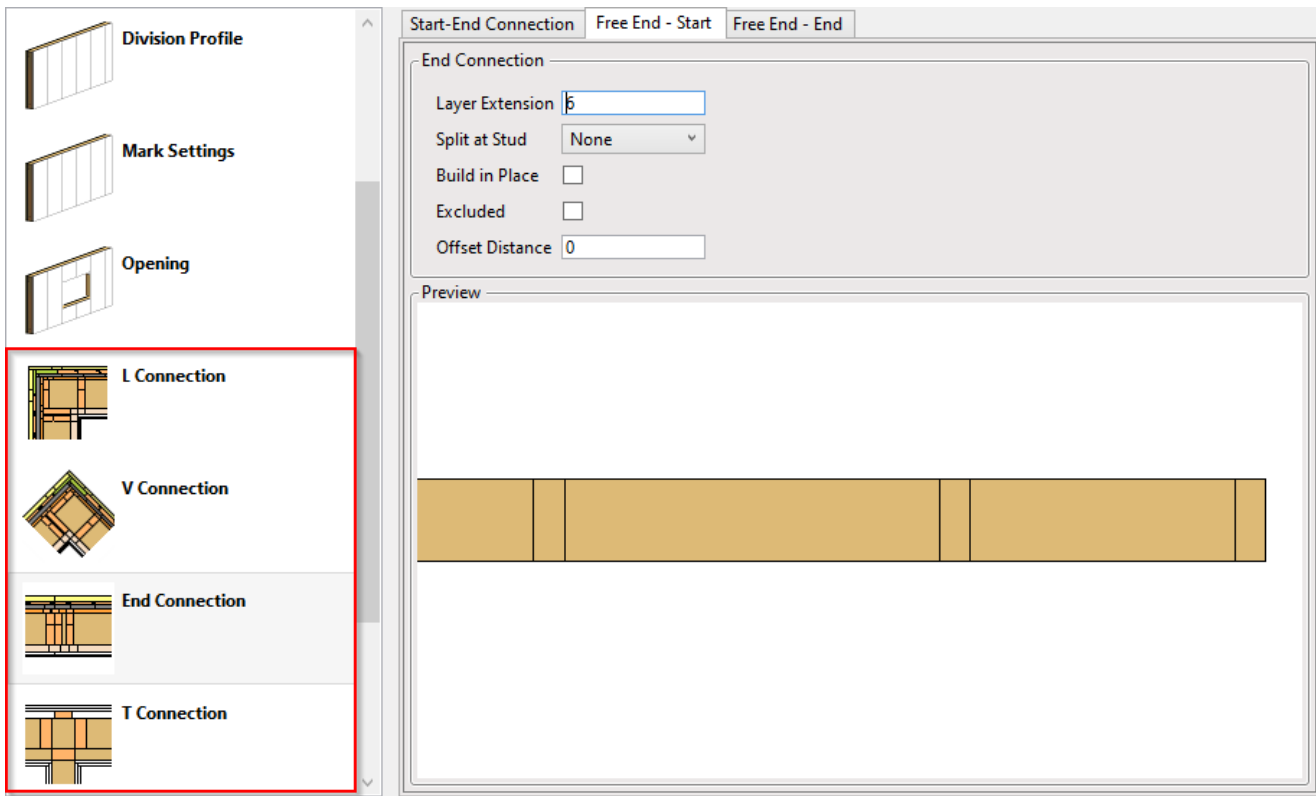 Division Profile
Mark Settings
Opening
L Connection
V Connection
End Connection
T Connection
Start-End Connection Free End - Start Free End - End
End Connection
Layer Extension 6
Split at Stud None
Build in Place
Excluded
Offset Distance 0
Preview